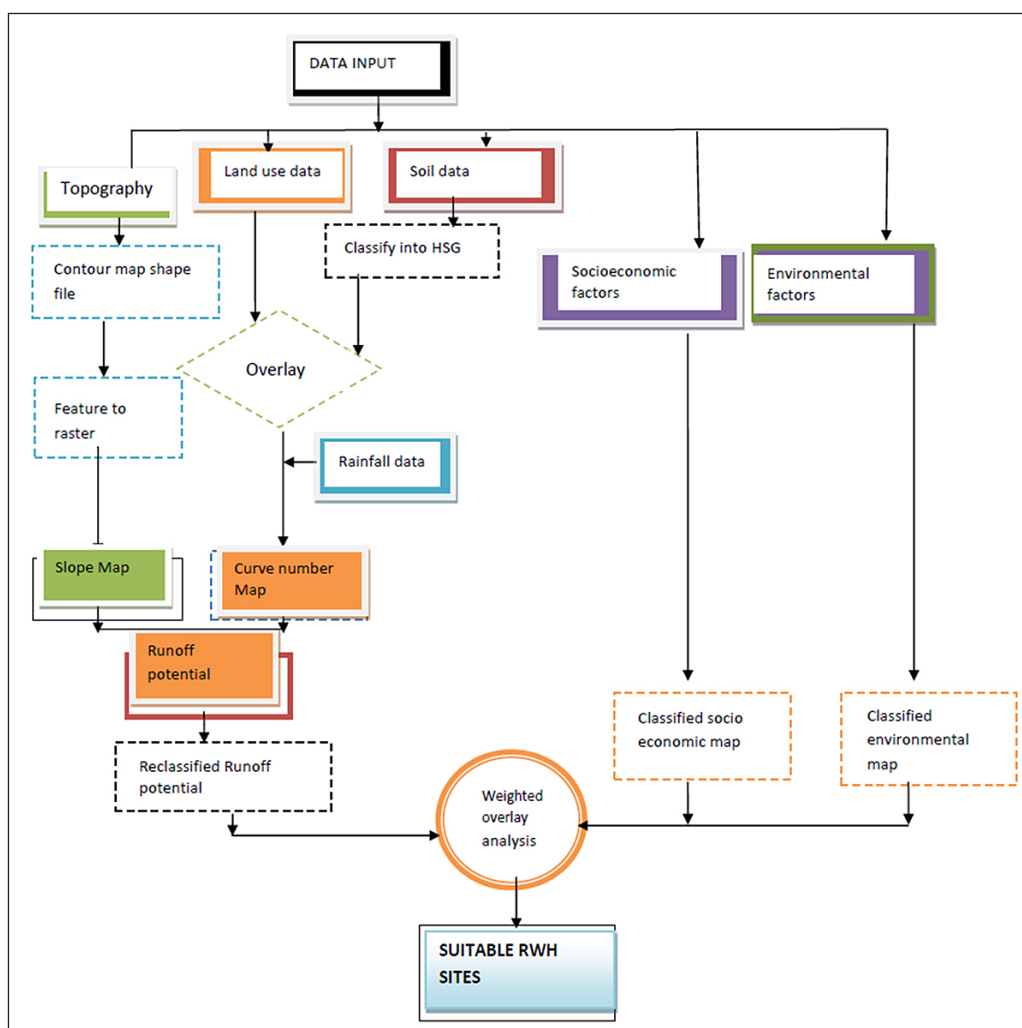 DATA INPUT
Topography
Land use data
Soil data
Contour map shape
file
Classify into HSG
Socioeconomic
factors
Environmental
factors
Overlay
Feature to
raster
Rainfall data
Slope Map
Curve number
Map
Runoff
potential
Classified socio
economic map
Classified
environmental
map
Reclassified Runoff
potential
Weighted
overlay
analysis
SUITABLE RWH
SITES